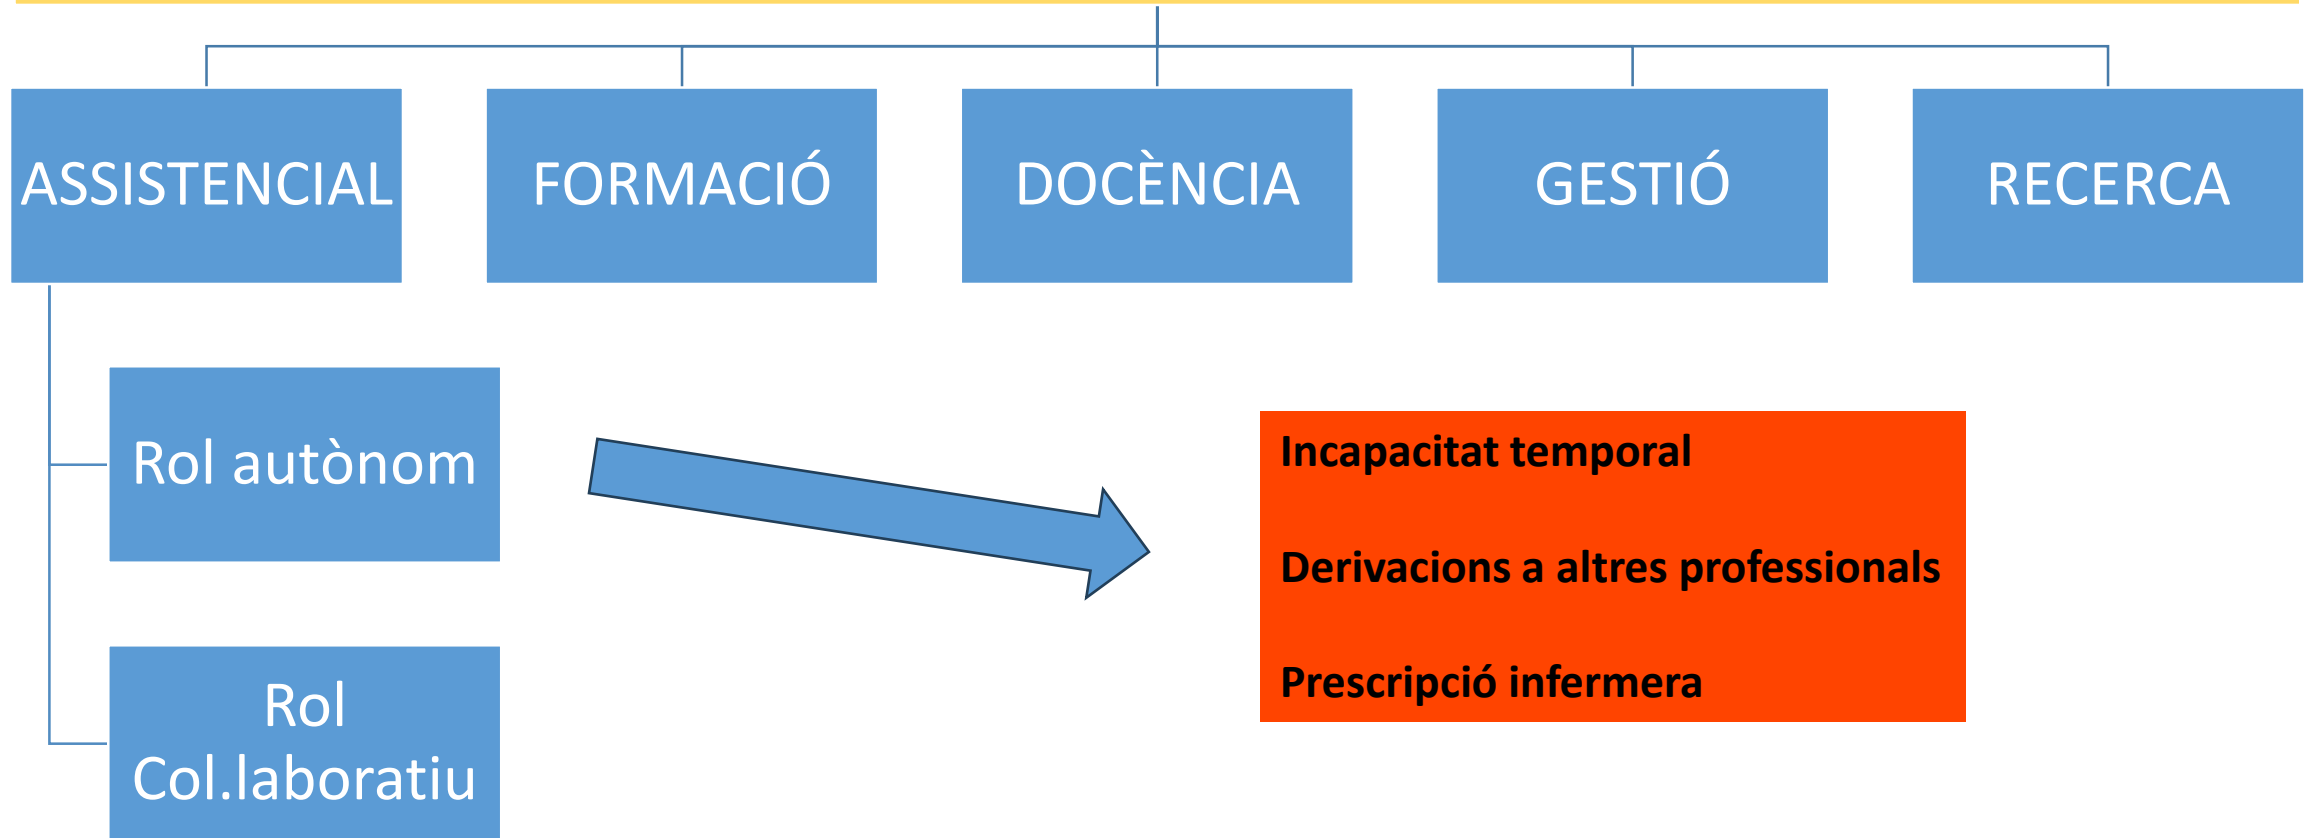 ASSISTENCIAL
FORMACIÓ
DOCÈNCIA
GESTIÓ
RECERCA
Rol autònom
Incapacitat temporal
Derivacions a altres professionals
Prescripció infermera
Rol
Col.laboratiu